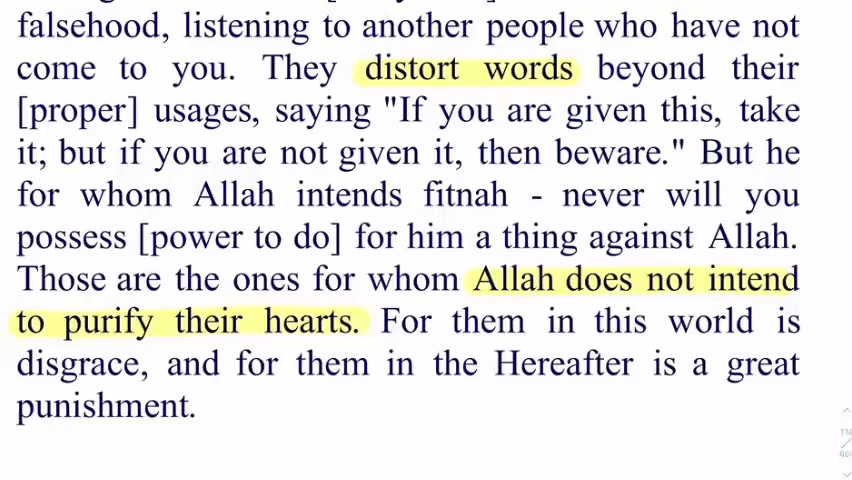 falsehood, listening to another people who have not
come to you. They distort words beyond their
[proper] usages, saying "If you are given this, take
it; but if you are not given it, then beware." But he
for whom Allah intends fitnah - never will you
possess [power to do] for him a thing against Allah.
Those are the ones for whom Allah does not intend
to purify their hearts. For them in this world is
disgrace, and for them in the Hereafter is a great
punishment.